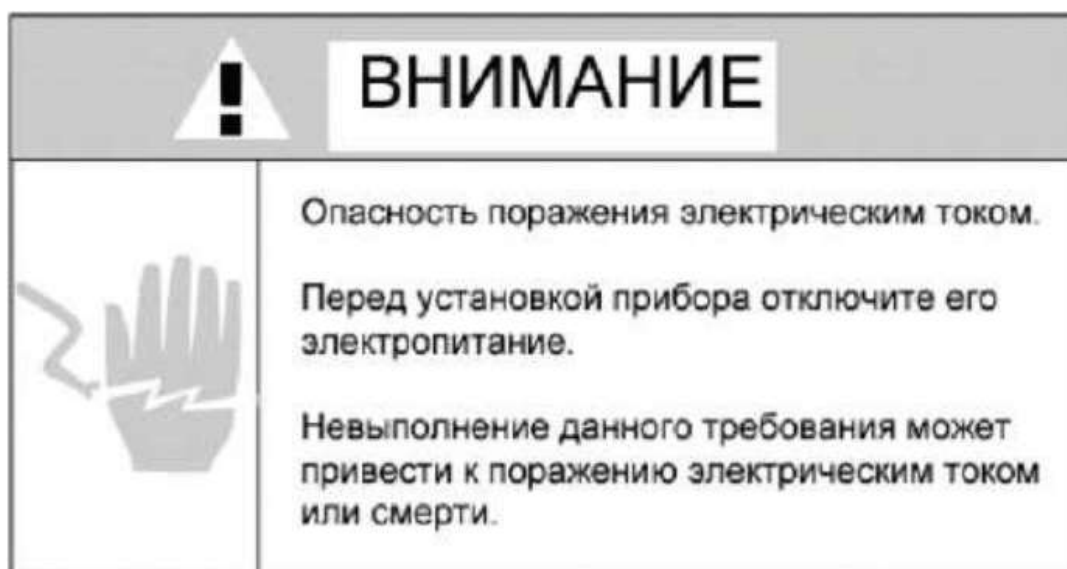 ВНИМАНИЕ
Опасность поражения электрическим током.
Перед установкой прибора отключите его
электропитание.
Невыполнение данного требования может
привести к поражению электрическим током
или смерти.